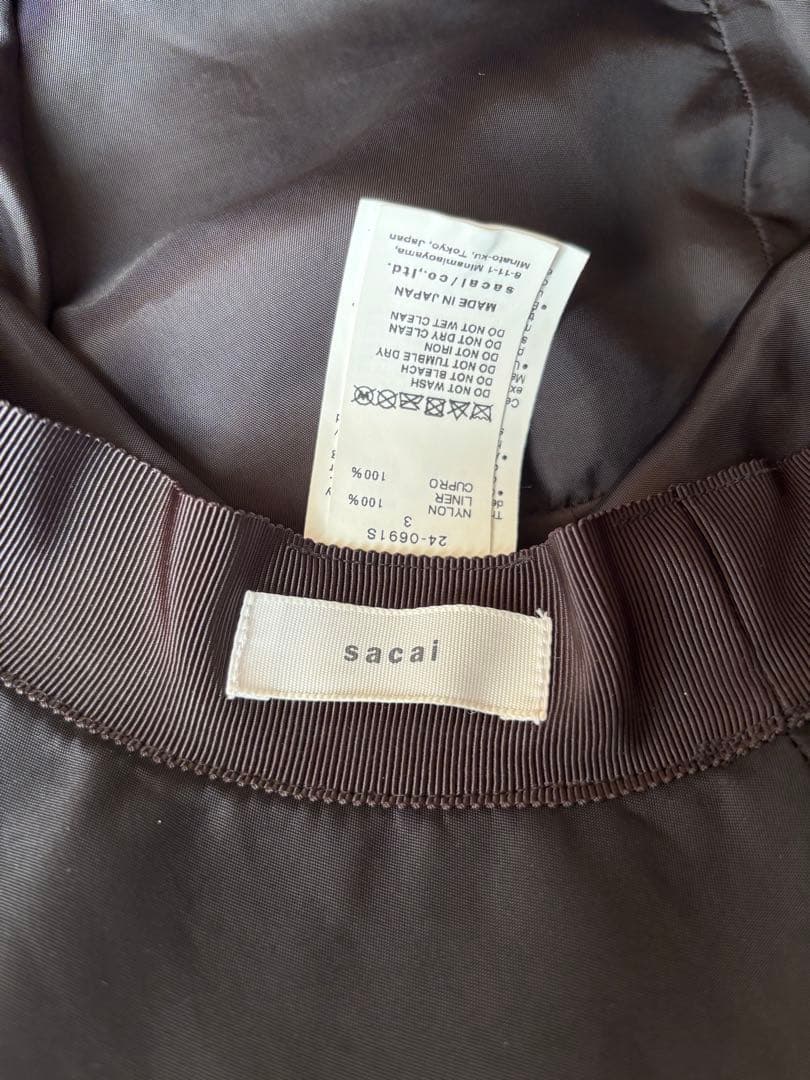 sacai
24-0691S
3
NYLON 100%
LINER
CUPRO 100%
DO NOT WASH
DO NOT BLEACH
DO NOT TUMBLE DRY
DO NOT IRON
DO NOT DRY CLEAN
DO NOT WET CLEAN
MADE IN JAPAN
sacai/co.,ltd.
6-11-1 Minamiaoyama,
Minato-ku, Tokyo, Japan